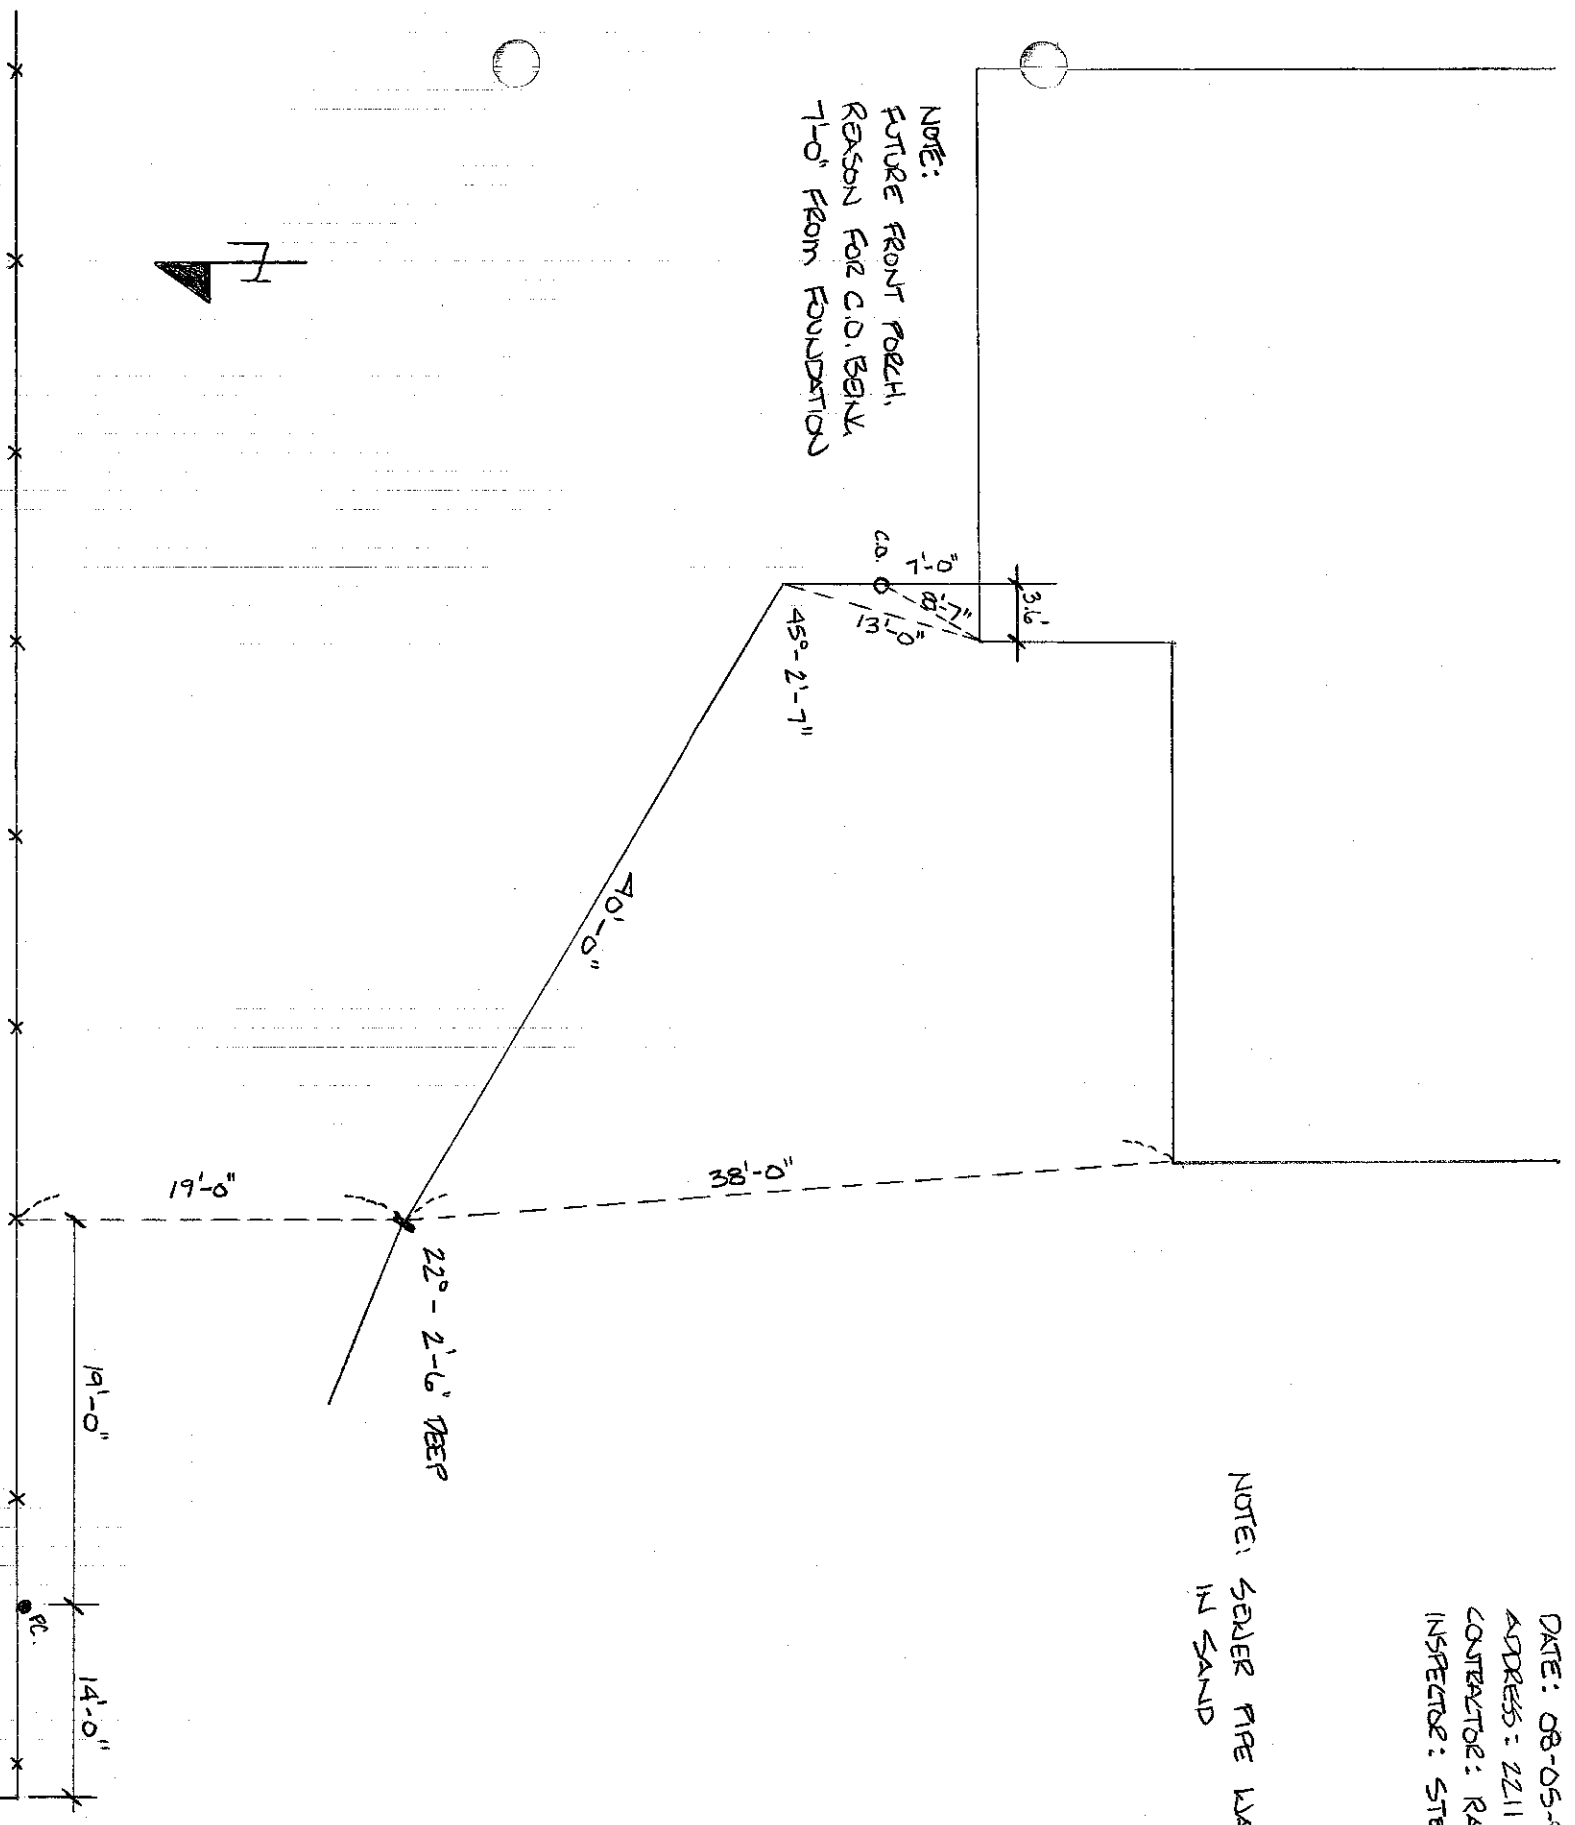 DATE: 08-05-
ADDRESS: 2211
CONTRACTOR: RA
INSPECTOR: STE
NOTE: SEWER PIPE WA
IN SAND
NOTE:
FUTURE FRONT PORCH.
REASON FOR C.O. BEING
7'-0" FROM FOUNDATION
3.6'
7'-0"
C.O.
8'-7"
13'-0"
45° - 2'-7"
40'-0"
38'-0"
19'-0"
22° - 2'-6" DEEP
19'-0"
P.C.
14'-0"